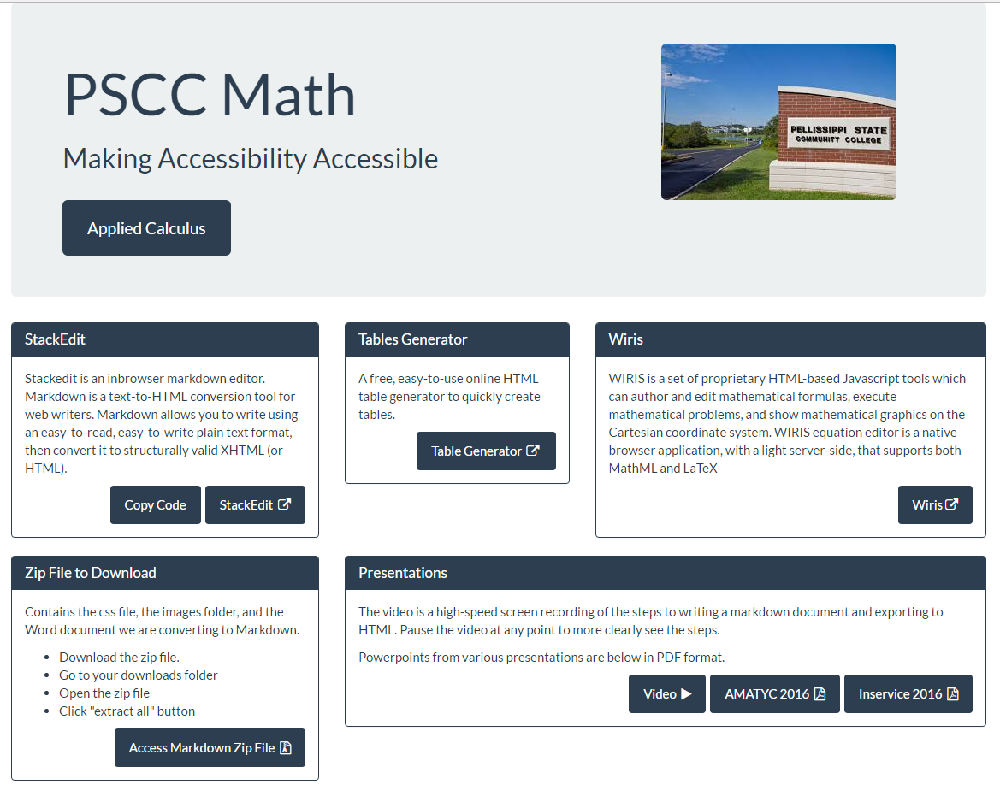 PSCC Math
Making Accessibility Accessible
Applied Calculus
PELLISSIPPI STATE
COMMUNITY COLLEGE
StackEdit
Stackedit is an inbrowser markdown editor.
Markdown is a text-to-HTML conversion tool for
web writers. Markdown allows you to write using
an easy-to-read, easy-to-write plain text format,
then convert it to structurally valid XHTML (or
HTML).
Copy Code
StackEdit
Tables Generator
A free, easy-to-use online HTML
table generator to quickly create
tables.
Table Generator
Wiris
WIRIS is a set of proprietary HTML-based Javascript tools which
can author and edit mathematical formulas, execute
mathematical problems, and show mathematical graphics on the
Cartesian coordinate system. WIRIS equation editor is a native
browser application, with a light server-side, that supports both
MathML and LaTeX
Wiris
Zip File to Download
Contains the css file, the images folder, and the
Word document we are converting to Markdown.
Download the zip file.
Go to your downloads folder
Open the zip file
Click "extract all" button
Access Markdown Zip File
Presentations
The video is a high-speed screen recording of the steps to writing a markdown document and exporting to
HTML. Pause the video at any point to more clearly see the steps.
Powerpoints from various presentations are below in PDF format.
Video
AMATYC 2016
Inservice 2016